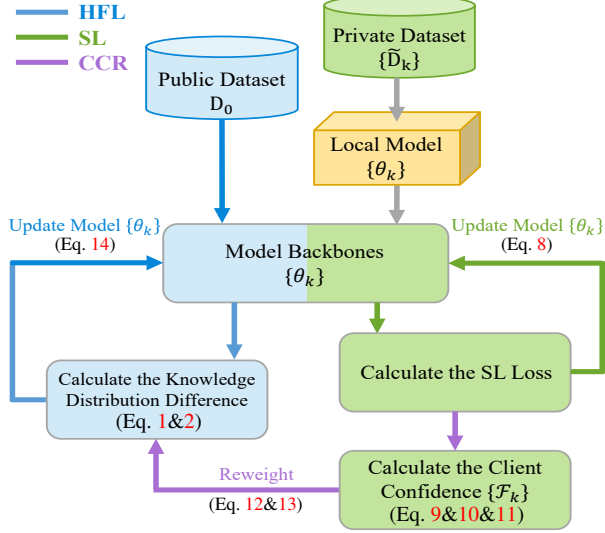 HFL
SL
CCR
Public Dataset
D₀
Private Dataset
{D̃ₖ}
Local Model
{θₖ}
Update Model {θₖ}
(Eq. 14)
Update Model {θₖ}
(Eq. 8)
Model Backbones
{θₖ}
Calculate the Knowledge
Distribution Difference
(Eq. 1&2)
Calculate the SL Loss
Reweight
(Eq. 12&13)
Calculate the Client
Confidence {ℱₖ}
(Eq. 9&10&11)